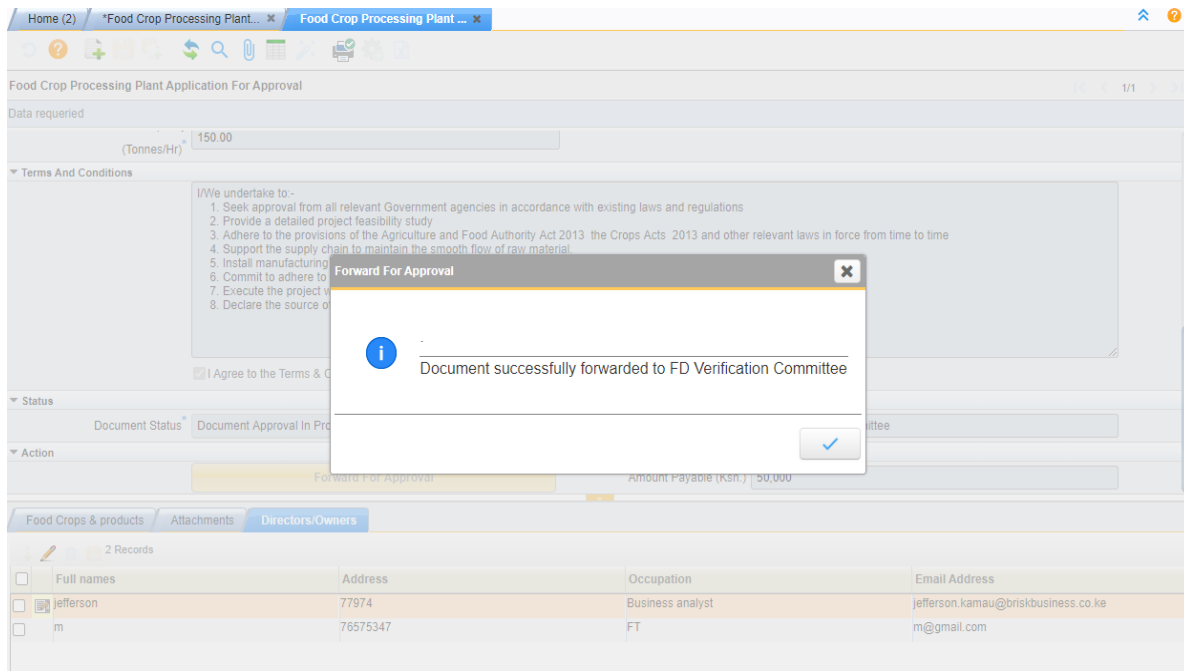 Home (2)
*Food Crop Processing Plant...
Food Crop Processing Plant ...
Food Crop Processing Plant Application For Approval
1/1
Data requeried
(Tonnes/Hr)
150.00
Terms And Conditions
I/We undertake to:-
1. Seek approval from all relevant Government agencies in accordance with existing laws and regulations
2. Provide a detailed project feasibility study
3. Adhere to the provisions of the Agriculture and Food Authority Act 2013 the Crops Acts 2013 and other relevant laws in force from time to time
4. Support the supply chain to maintain the smooth flow of raw material.
5. Install manufacturing
6. Commit to adhere to
7. Execute the project
8. Declare the source
Forward For Approval
.
Document successfully forwarded to FD Verification Committee
I Agree to the Terms &
Status
Document Status
Document Approval In
Action
Forward For Approval
Amount Payable (Ksh.)
50,000
Food Crops & products
Attachments
Directors/Owners
2 Records
Full names Address Occupation Email Address
jefferson 77974 Business analyst jefferson.kamau@briskbusiness.co.ke
m 76575347 FT m@gmail.com